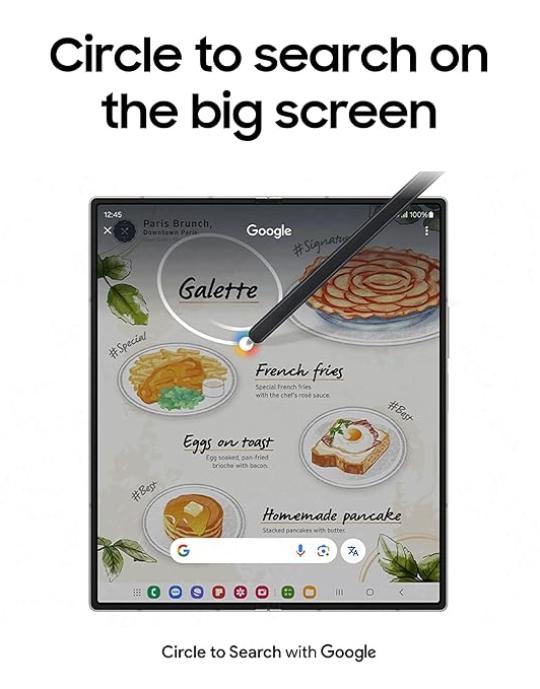 Circle to search on
the big screen
12:45
100%
Paris Brunch,
Downtown Paris
Google
#Signature
Galette
#Special
French fries
Special French fries
with the chef's rosé sauce.
#Best
Eggs on toast
Egg soaked, pan-fried
brioche with bacon.
#Best
Homemade pancake
Stacked pancakes with butter.
Circle to Search with Google